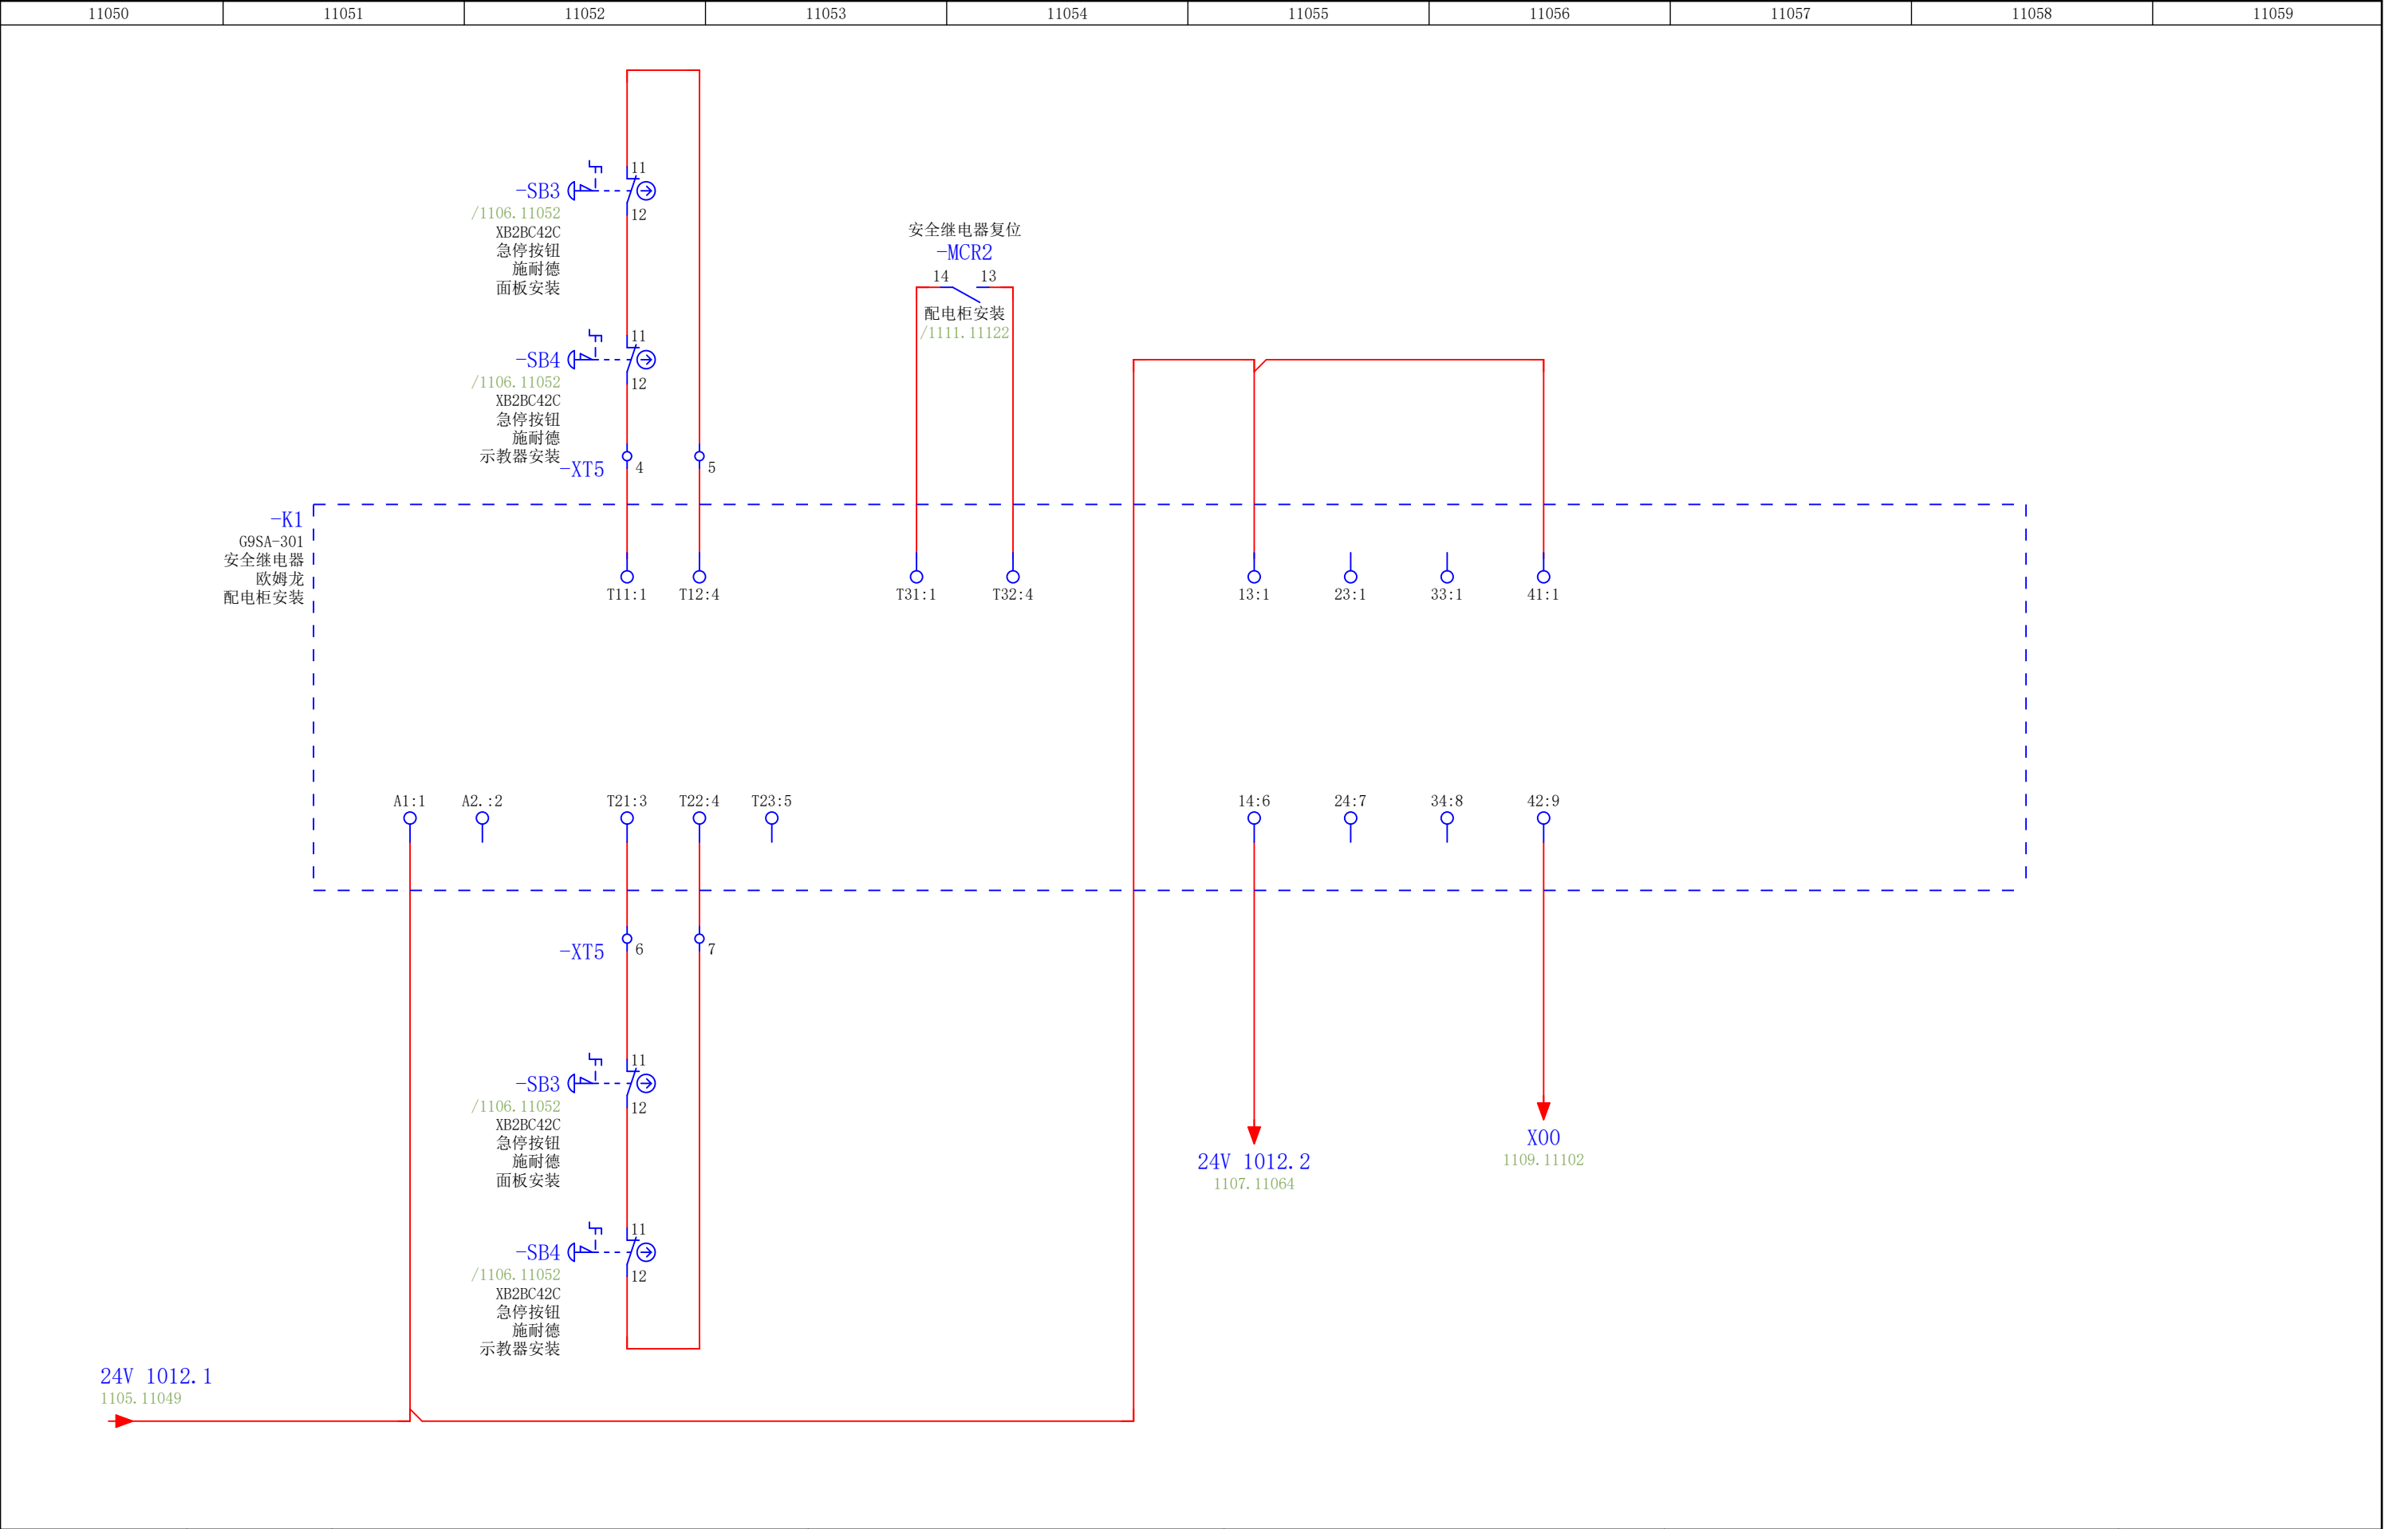 11050 11051 11052 11053 11054 11055 11056 11057 11058 11059
11
-SB3
/1106.11052
12
XB2BC42C
急停按钮
施耐德
面板安装
安全继电器复位
-MCR2
14 13
配电柜安装
/1111.11122
11
-SB4
/1106.11052
12
XB2BC42C
急停按钮
施耐德
示教器安装
-XT5 4 5
-K1
G9SA-301
安全继电器
欧姆龙
配电柜安装
T11:1 T12:4 T31:1 T32:4 13:1 23:1 33:1 41:1
A1:1 A2.:2 T21:3 T22:4 T23:5 14:6 24:7 34:8 42:9
-XT5 6 7
11
-SB3
/1106.11052
12
XB2BC42C
急停按钮
施耐德
面板安装
24V 1012.2
1107.11064
X00
1109.11102
11
-SB4
/1106.11052
12
XB2BC42C
急停按钮
施耐德
示教器安装
24V 1012.1
1105.11049